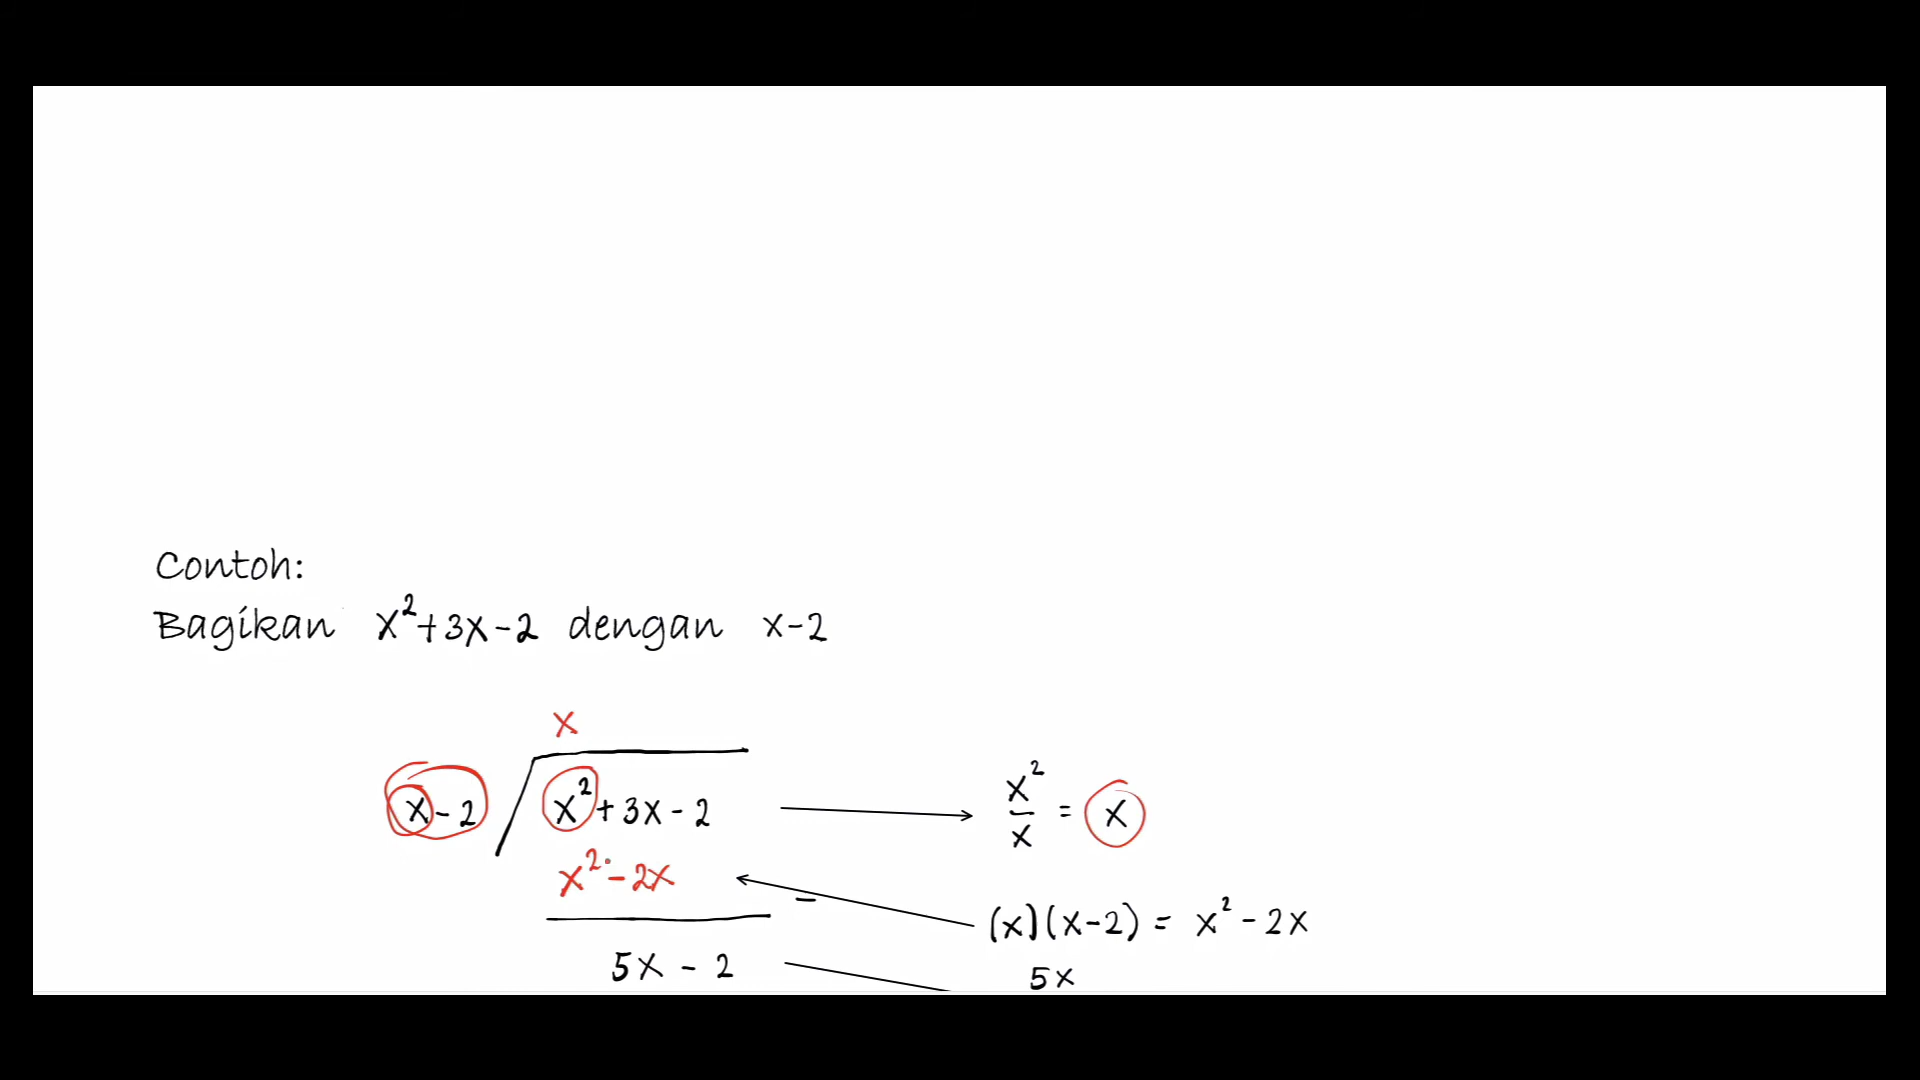 Contoh:
Bagikan x²+3x-2 dengan x-2
x
x-2 x²+3x-2 x²/x = x
x²-2x - (x)(x-2) = x²-2x
5x-2 5x